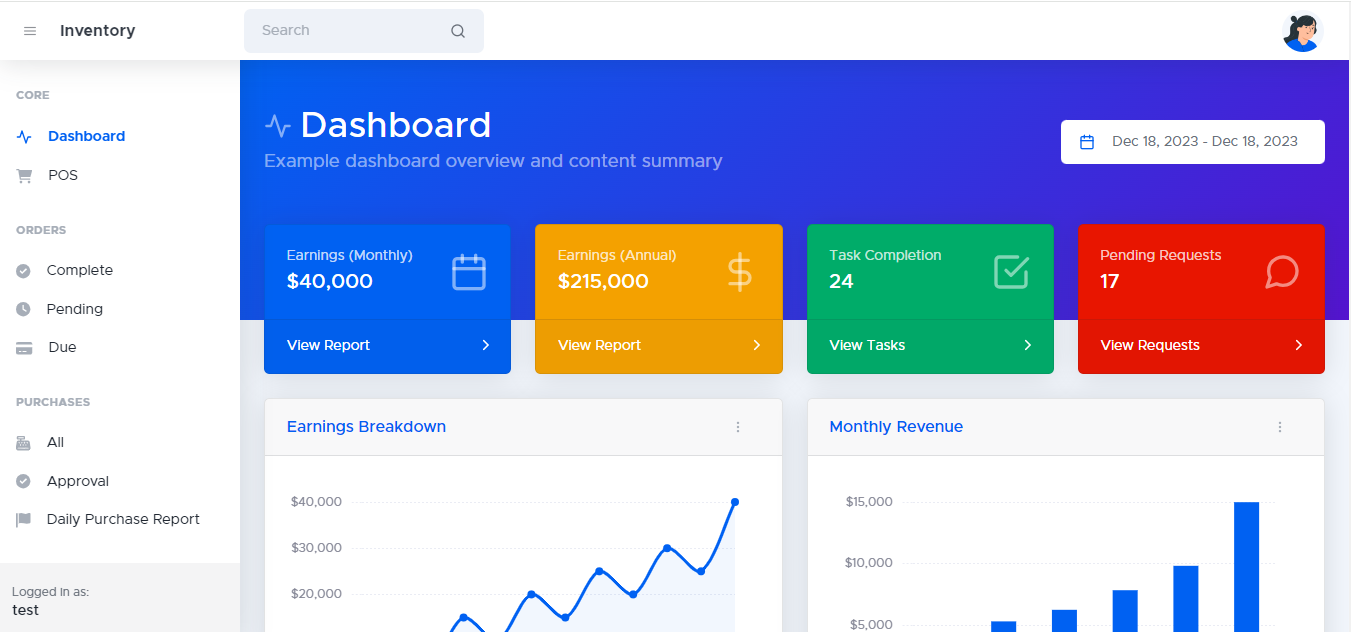 Inventory
Search
CORE
Dashboard
POS
ORDERS
Complete
Pending
Due
PURCHASES
All
Approval
Daily Purchase Report
Logged in as:
test
Dashboard
Example dashboard overview and content summary
Dec 18, 2023 - Dec 18, 2023
Earnings (Monthly)
$40,000
View Report
Earnings (Annual)
$215,000
View Report
Task Completion
24
View Tasks
Pending Requests
17
View Requests
Earnings Breakdown
$40,000
$30,000
$20,000
Monthly Revenue
$15,000
$10,000
$5,000